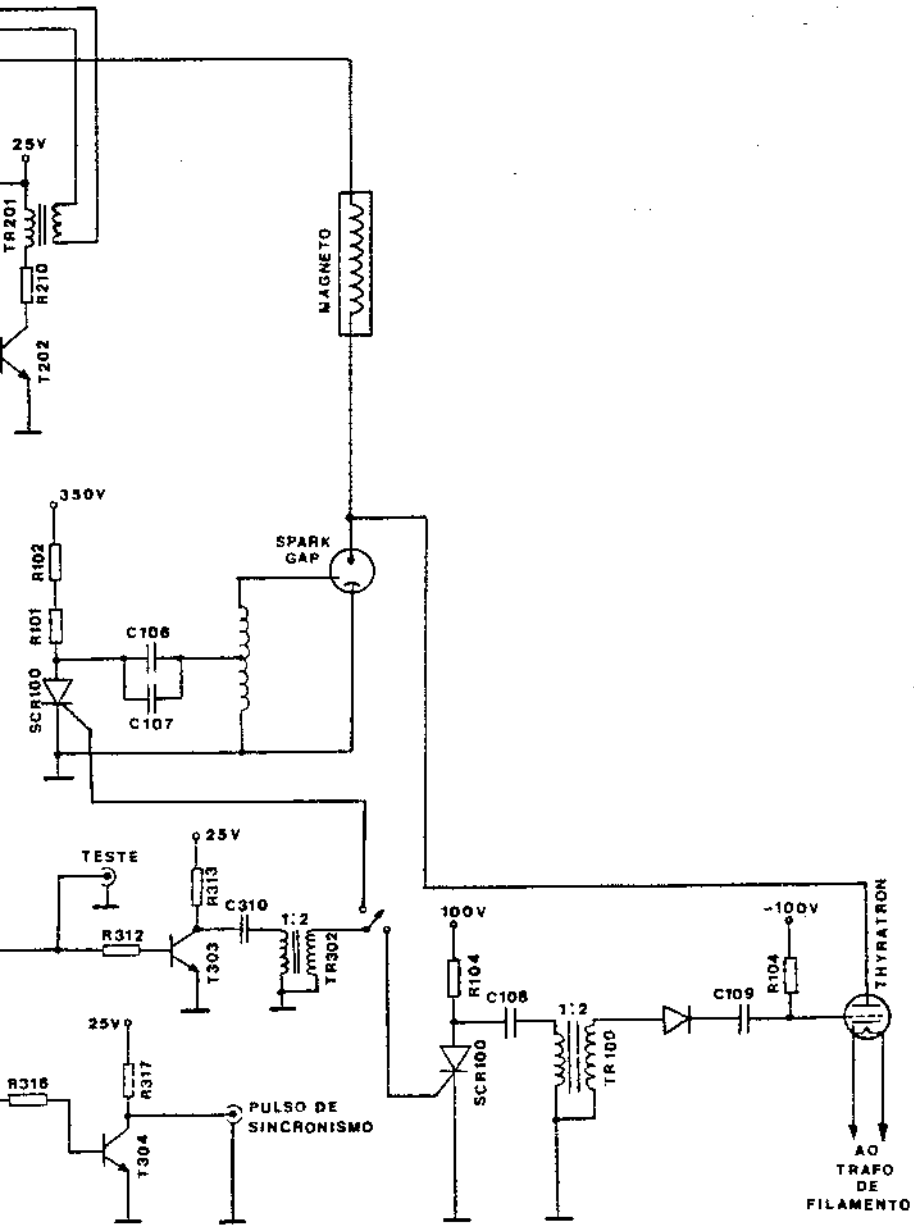 25V
TR201
R210
T202
MAGNETO
350V
R102
R101
SCR100
C106
C107
SPARK
GAP
TESTE
25V
R313
C310
R312
T303
1:2
TR302
100V
R104
C108
SCR100
1:2
TR100
C109
-100V
R104
THYRATRON
25V
R317
R316
T304
PULSO DE
SINCRONISMO
AO
TRAFO
DE
FILAMENTO